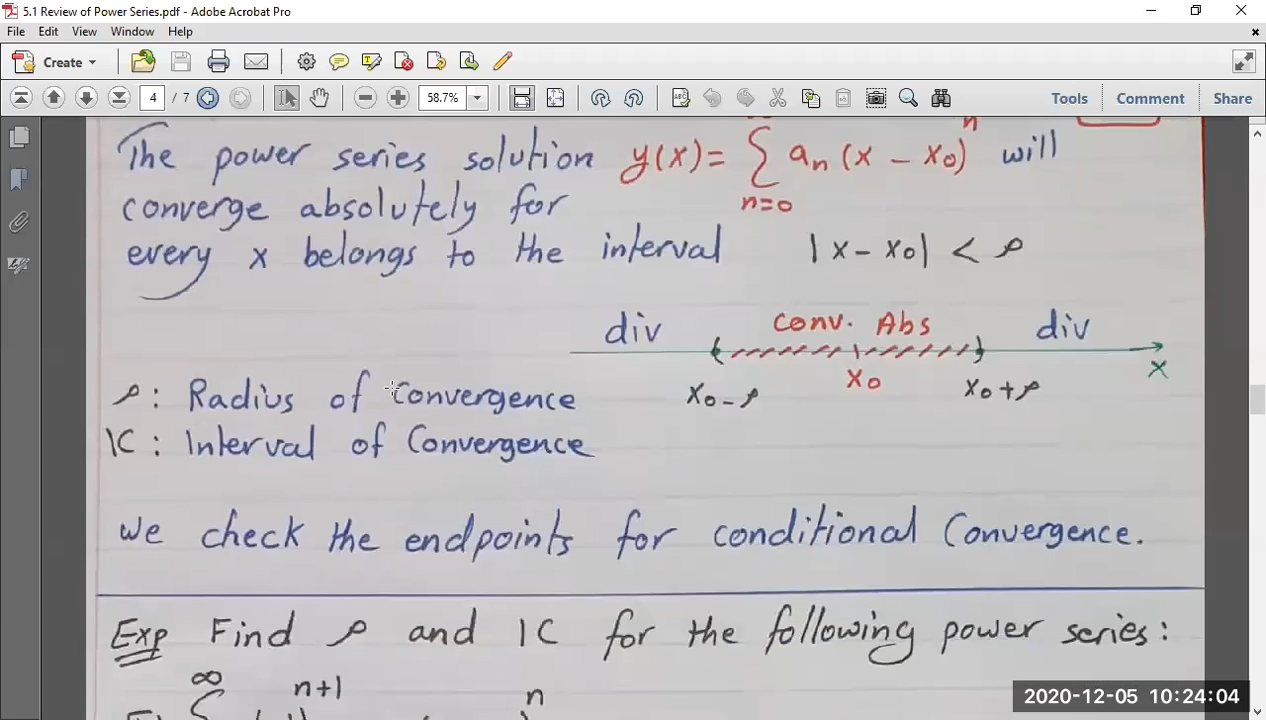 5.1 Review of Power Series.pdf - Adobe Acrobat Pro
File Edit View Window Help
Create
4 / 7 58.7% Tools Comment Share
The power series solution y(x) = ∑ n=0 aₙ (x - x₀)ⁿ will
converge absolutely for
every x belongs to the interval |x - x₀| < ρ
div Conv. Abs div
x₀ - ρ x₀ x₀ + ρ x
ρ : Radius of Convergence
IC : Interval of Convergence
We check the endpoints for conditional Convergence.
Exp Find ρ and IC for the following power series :
∞ n+1 n
2020-12-05 10:24:04